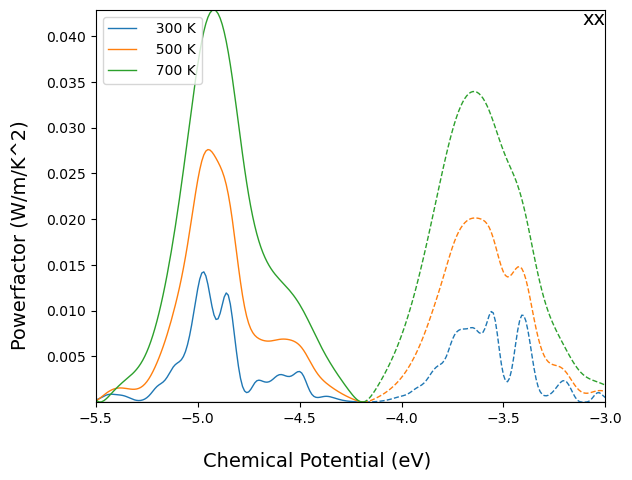 xx
300 K
500 K
700 K
0.040
0.035
0.030
0.025
0.020
0.015
0.010
0.005
Powerfactor (W/m/K^2)
−5.5 −5.0 −4.5 −4.0 −3.5 −3.0
Chemical Potential (eV)